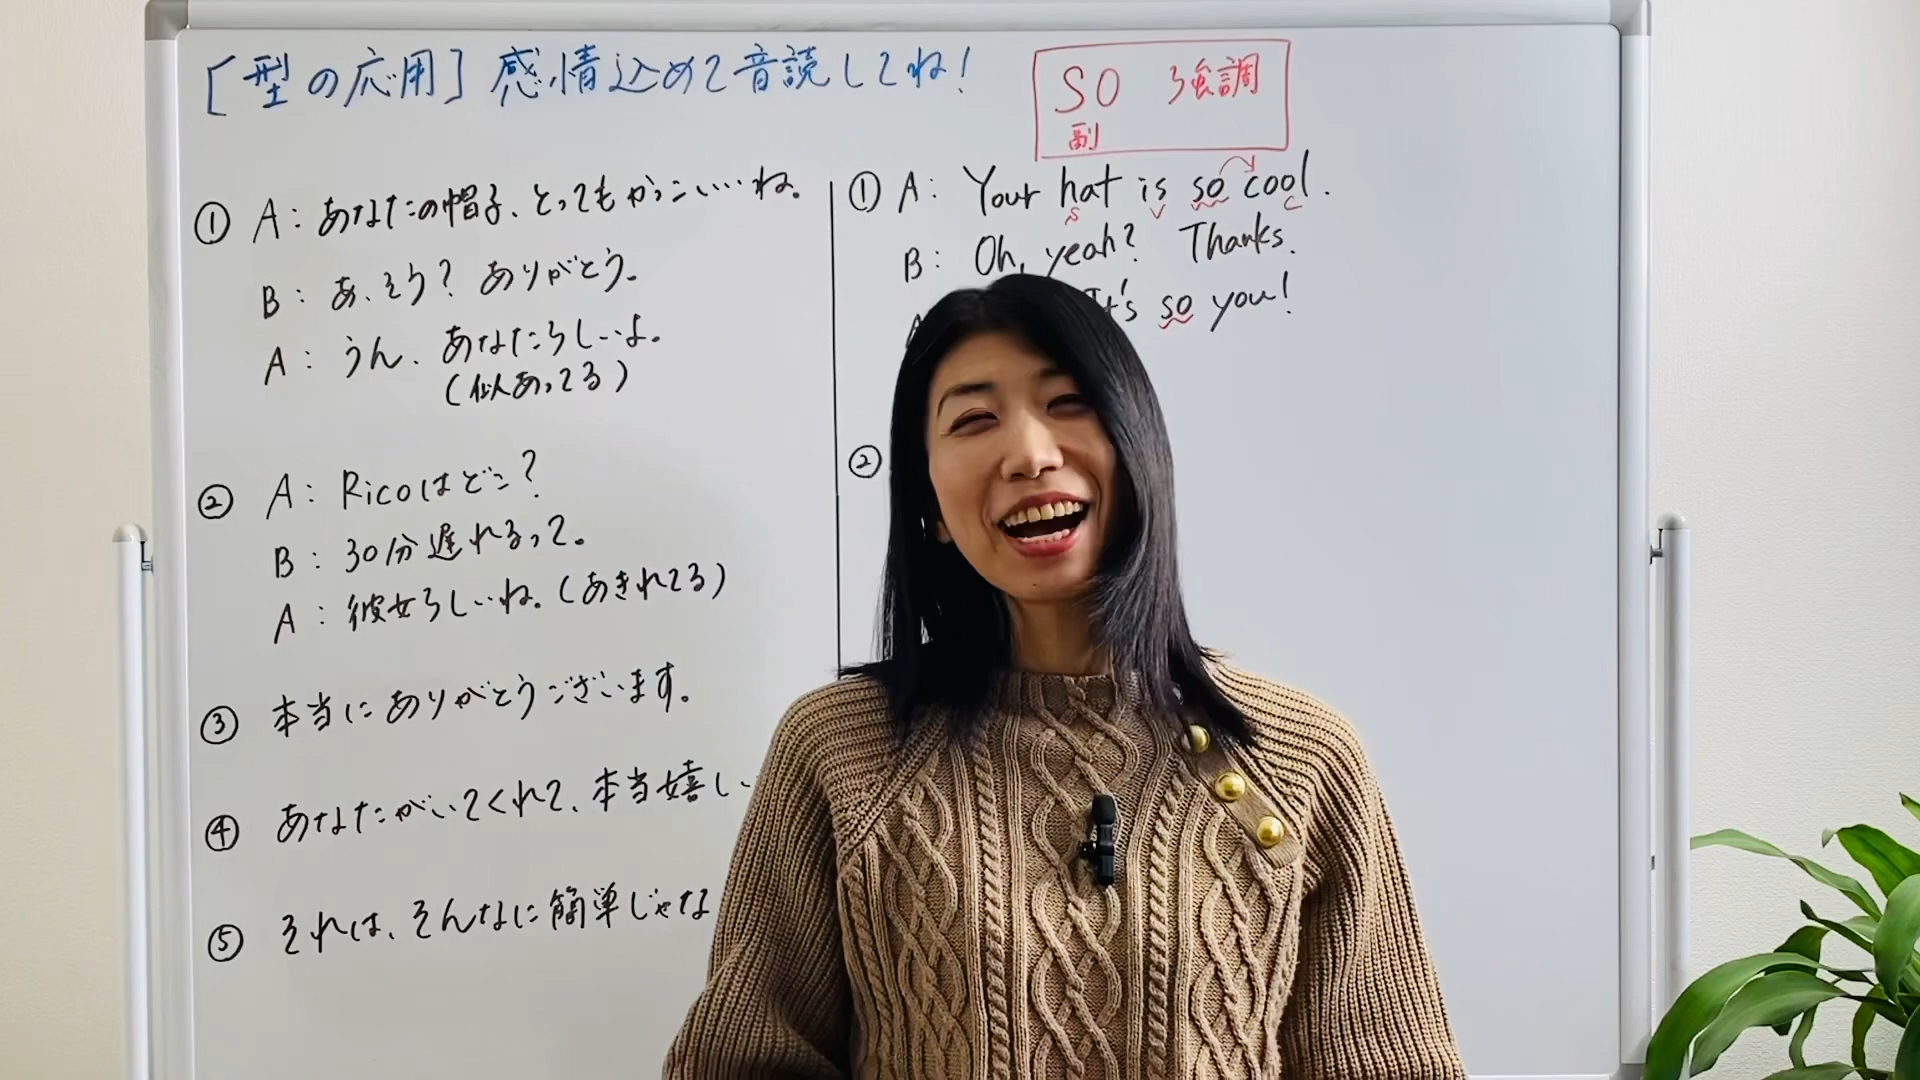 [型の応用] 感情込めて音読してね!
SO 強調
副
① A: あなたの帽子、とってもかっこいいね。
B: あ、そう? ありがとう。
A: うん、あなたらしいよ。
(似あってる)
② A: Ricoはどこ?
B: 30分遅れるって。
A: 彼女らしいね。(あきれてる)
③ 本当にありがとうございます。
④ あなたがいてくれて、本当嬉し
⑤ それは、そんなに簡単じゃな
① A: Your hat is so cool.
S V C
B: Oh, yeah? Thanks.
It's so you!
②